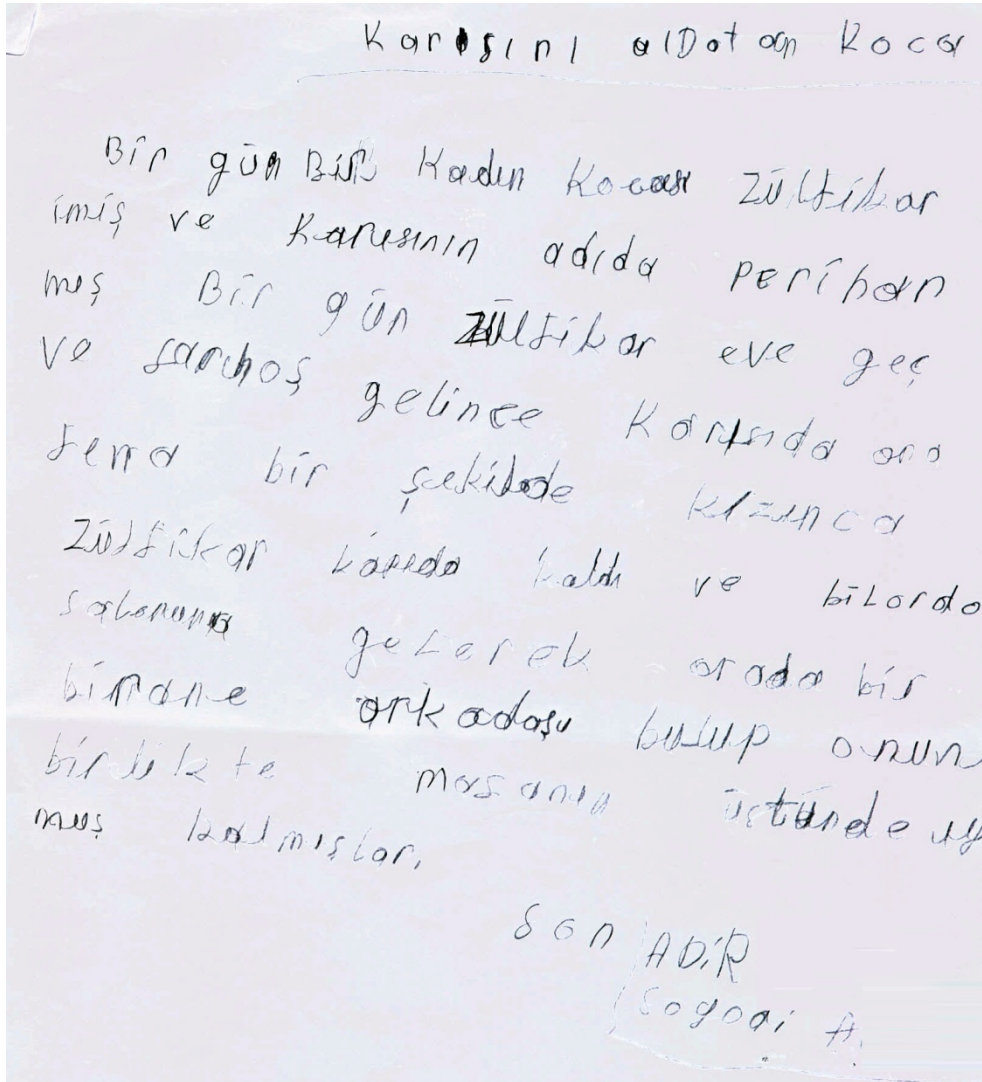 Karısını alDatan Koca
Bir gün Bir Kadın Kocası Zülfikar
imiş ve Karısının adıda perihan
mış Bir gün Zülfikar eve geç
ve sarhoş gelince Karısıda ona
fena bir şekilde kızınca
Zülfikar kapıda kaldı ve bilardo
salonuna gelerek orada bir
birtane arkadaşı bulup onun
birlikte masanın üstünde uy
muş kalmışlar.
son ADİR